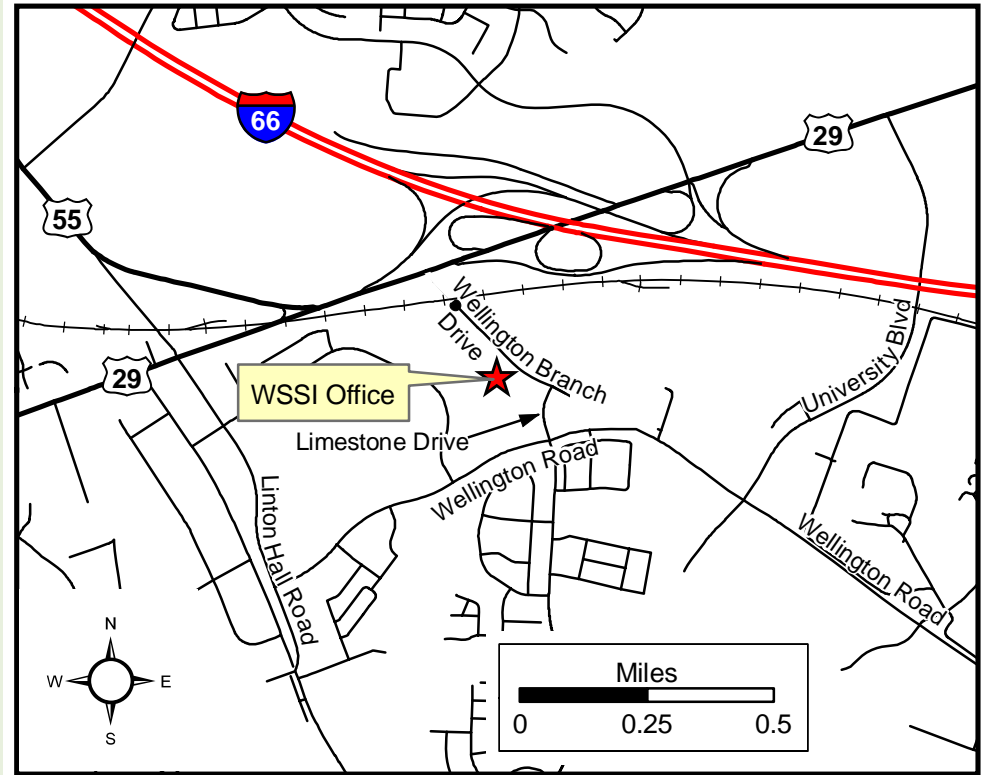 66
29
55
Wellington Branch
Drive
University Blvd
29
WSSI Office
Limestone Drive
Wellington Road
Linton Hall Road
Wellington Road
N
W E
S
Miles
0 0.25 0.5